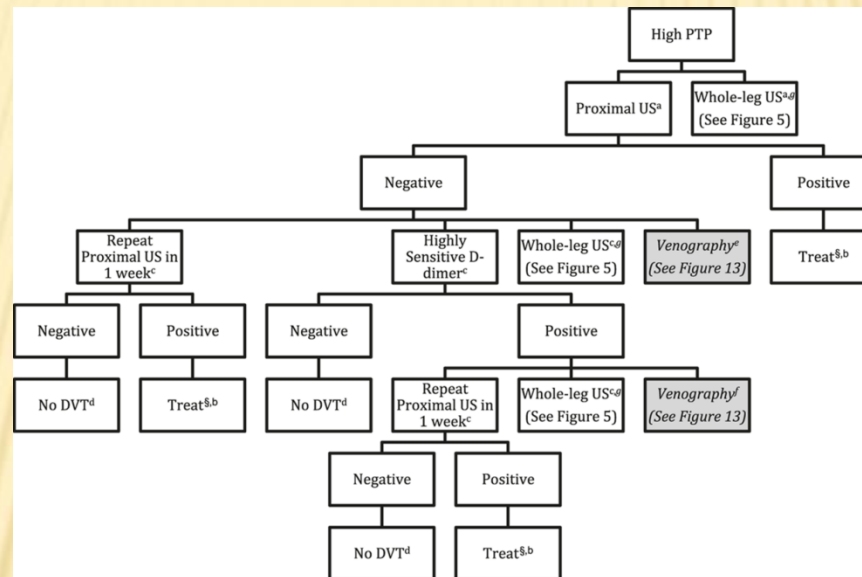 High PTP
Proximal USᵃ
Whole-leg USᵃ,ᵍ
(See Figure 5)
Negative
Positive
Repeat
Proximal US in
1 weekᶜ
Highly
Sensitive D-
dimerᶜ
Whole-leg USᶜ,ᵍ
(See Figure 5)
Venographyᵉ
(See Figure 13)
Treat§,ᵇ
Negative
Positive
Negative
Positive
No DVTᵈ
Treat§,ᵇ
No DVTᵈ
Repeat
Proximal US in
1 weekᶜ
Whole-leg USᶜ,ᵍ
(See Figure 5)
Venographyᶠ
(See Figure 13)
Negative
Positive
No DVTᵈ
Treat§,ᵇ